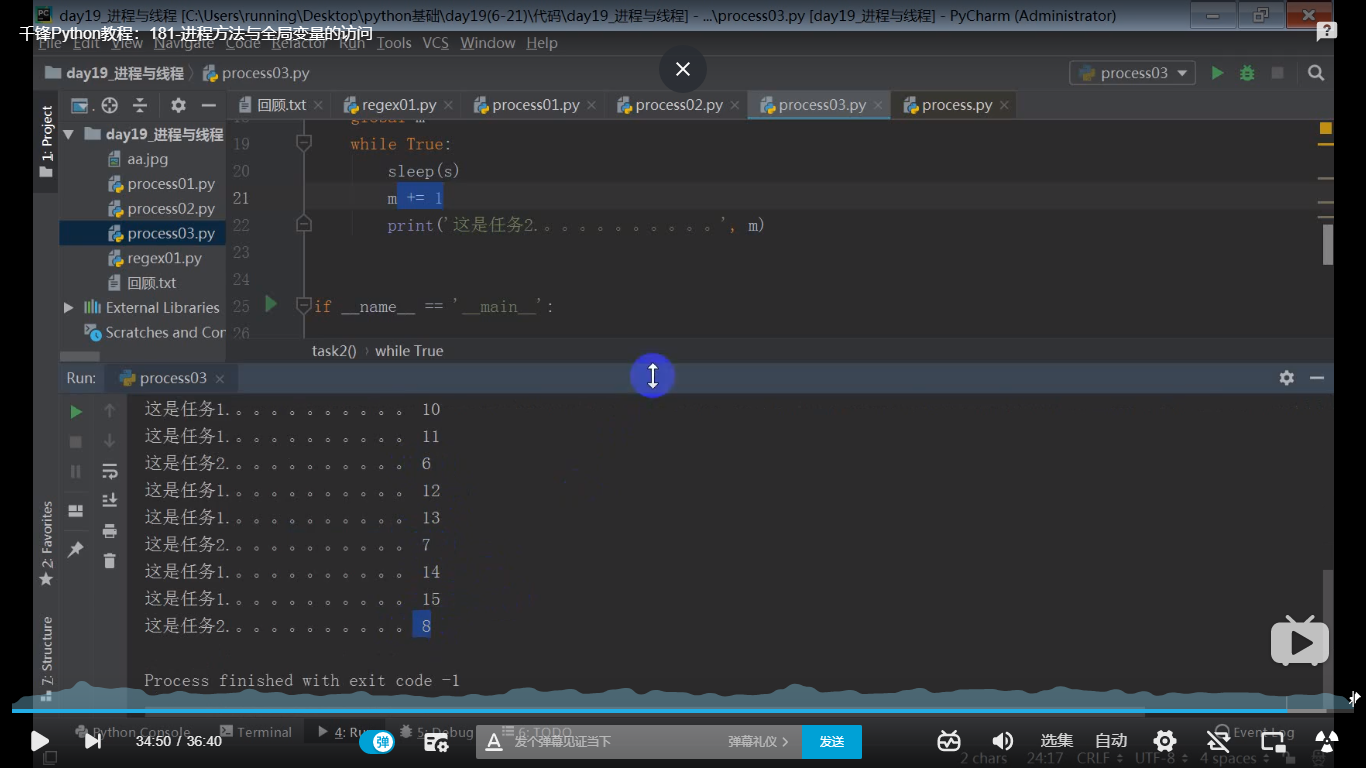 day19_进程与线程 [C:\Users\running\Desktop\python基础\day19(6-21)\代码\day19_进程与线程] - ...\process03.py [day19_进程与线程] - PyCharm (Administrator)
千锋Python教程：181-进程方法与全局变量的访问
File Edit View Navigate Code Refactor Run Tools VCS Window Help
day19_进程与线程 process03.py
process03
1: Project
回顾.txt regex01.py process01.py process02.py process03.py process.py
day19_进程与线程
aa.jpg
process01.py
process02.py
process03.py
regex01.py
回顾.txt
External Libraries
Scratches and Con
18 global m
19 while True:
20 sleep(s)
21 m += 1
22 print('这是任务2.。。。。。。。。。。', m)
23
24
25 if __name__ == '__main__':
26
task2() › while True
Run: process03
这是任务1.。。。。。。。。。。 10
这是任务1.。。。。。。。。。。 11
这是任务2.。。。。。。。。。。 6
这是任务1.。。。。。。。。。。 12
这是任务1.。。。。。。。。。。 13
这是任务2.。。。。。。。。。。 7
这是任务1.。。。。。。。。。。 14
这是任务1.。。。。。。。。。。 15
这是任务2.。。。。。。。。。。 8
Process finished with exit code -1
2: Favorites
7: Structure
Python Console Terminal 4: Ru 5: Debug 6: TODO Event Log
34:50 / 36:40
弹
发个弹幕见证当下 弹幕礼仪 > 发送
选集 自动
2 chars 24:17 CRLF UTF-8 4 spaces